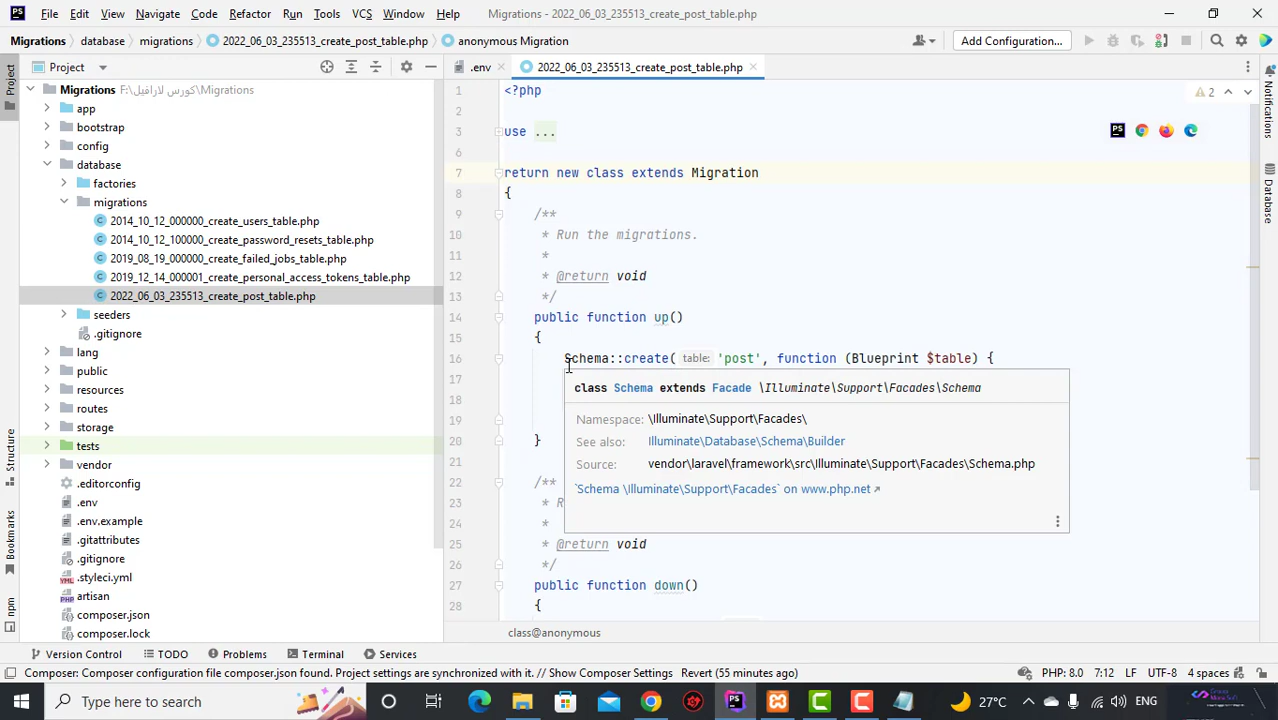 File Edit View Navigate Code Refactor Run Tools VCS Window Help Migrations - 2022_06_03_235513_create_post_table.php
Migrations database migrations 2022_06_03_235513_create_post_table.php anonymous Migration Add Configuration...
Project
.env
2022_06_03_235513_create_post_table.php
Migrations F:\كورس لارافيل\Migrations
app
bootstrap
config
database
factories
migrations
2014_10_12_000000_create_users_table.php
2014_10_12_100000_create_password_resets_table.php
2019_08_19_000000_create_failed_jobs_table.php
2019_12_14_000001_create_personal_access_tokens_table.php
2022_06_03_235513_create_post_table.php
seeders
.gitignore
lang
public
resources
routes
storage
tests
vendor
.editorconfig
.env
.env.example
.gitattributes
.gitignore
.styleci.yml
artisan
composer.json
composer.lock
Project
Structure
Bookmarks
npm
1 <?php
2
3 use ...
6
7 return new class extends Migration
8 {
9 /**
10 * Run the migrations.
11 *
12 * @return void
13 */
14 public function up()
15 {
16 Schema::create( table: 'post', function (Blueprint $table) {
17
18
19
20 }
21
22 /**
23 * R
24 *
25 * @return void
26 */
27 public function down()
28 {
2
class Schema extends Facade \Illuminate\Support\Facades\Schema
Namespace: \Illuminate\Support\Facades\
See also: Illuminate\Database\Schema\Builder
Source: vendor\laravel\framework\src\Illuminate\Support\Facades\Schema.php
`Schema \Illuminate\Support\Facades` on www.php.net
class@anonymous
Notifications
Database
Version Control TODO Problems Terminal Services
Composer: Composer configuration file composer.json found. Project settings are synchronized with it. // Show Composer Settings Revert (55 minutes ago) PHP: 8.0 7:12 LF UTF-8 4 spaces
Type here to search
27°C
ENG